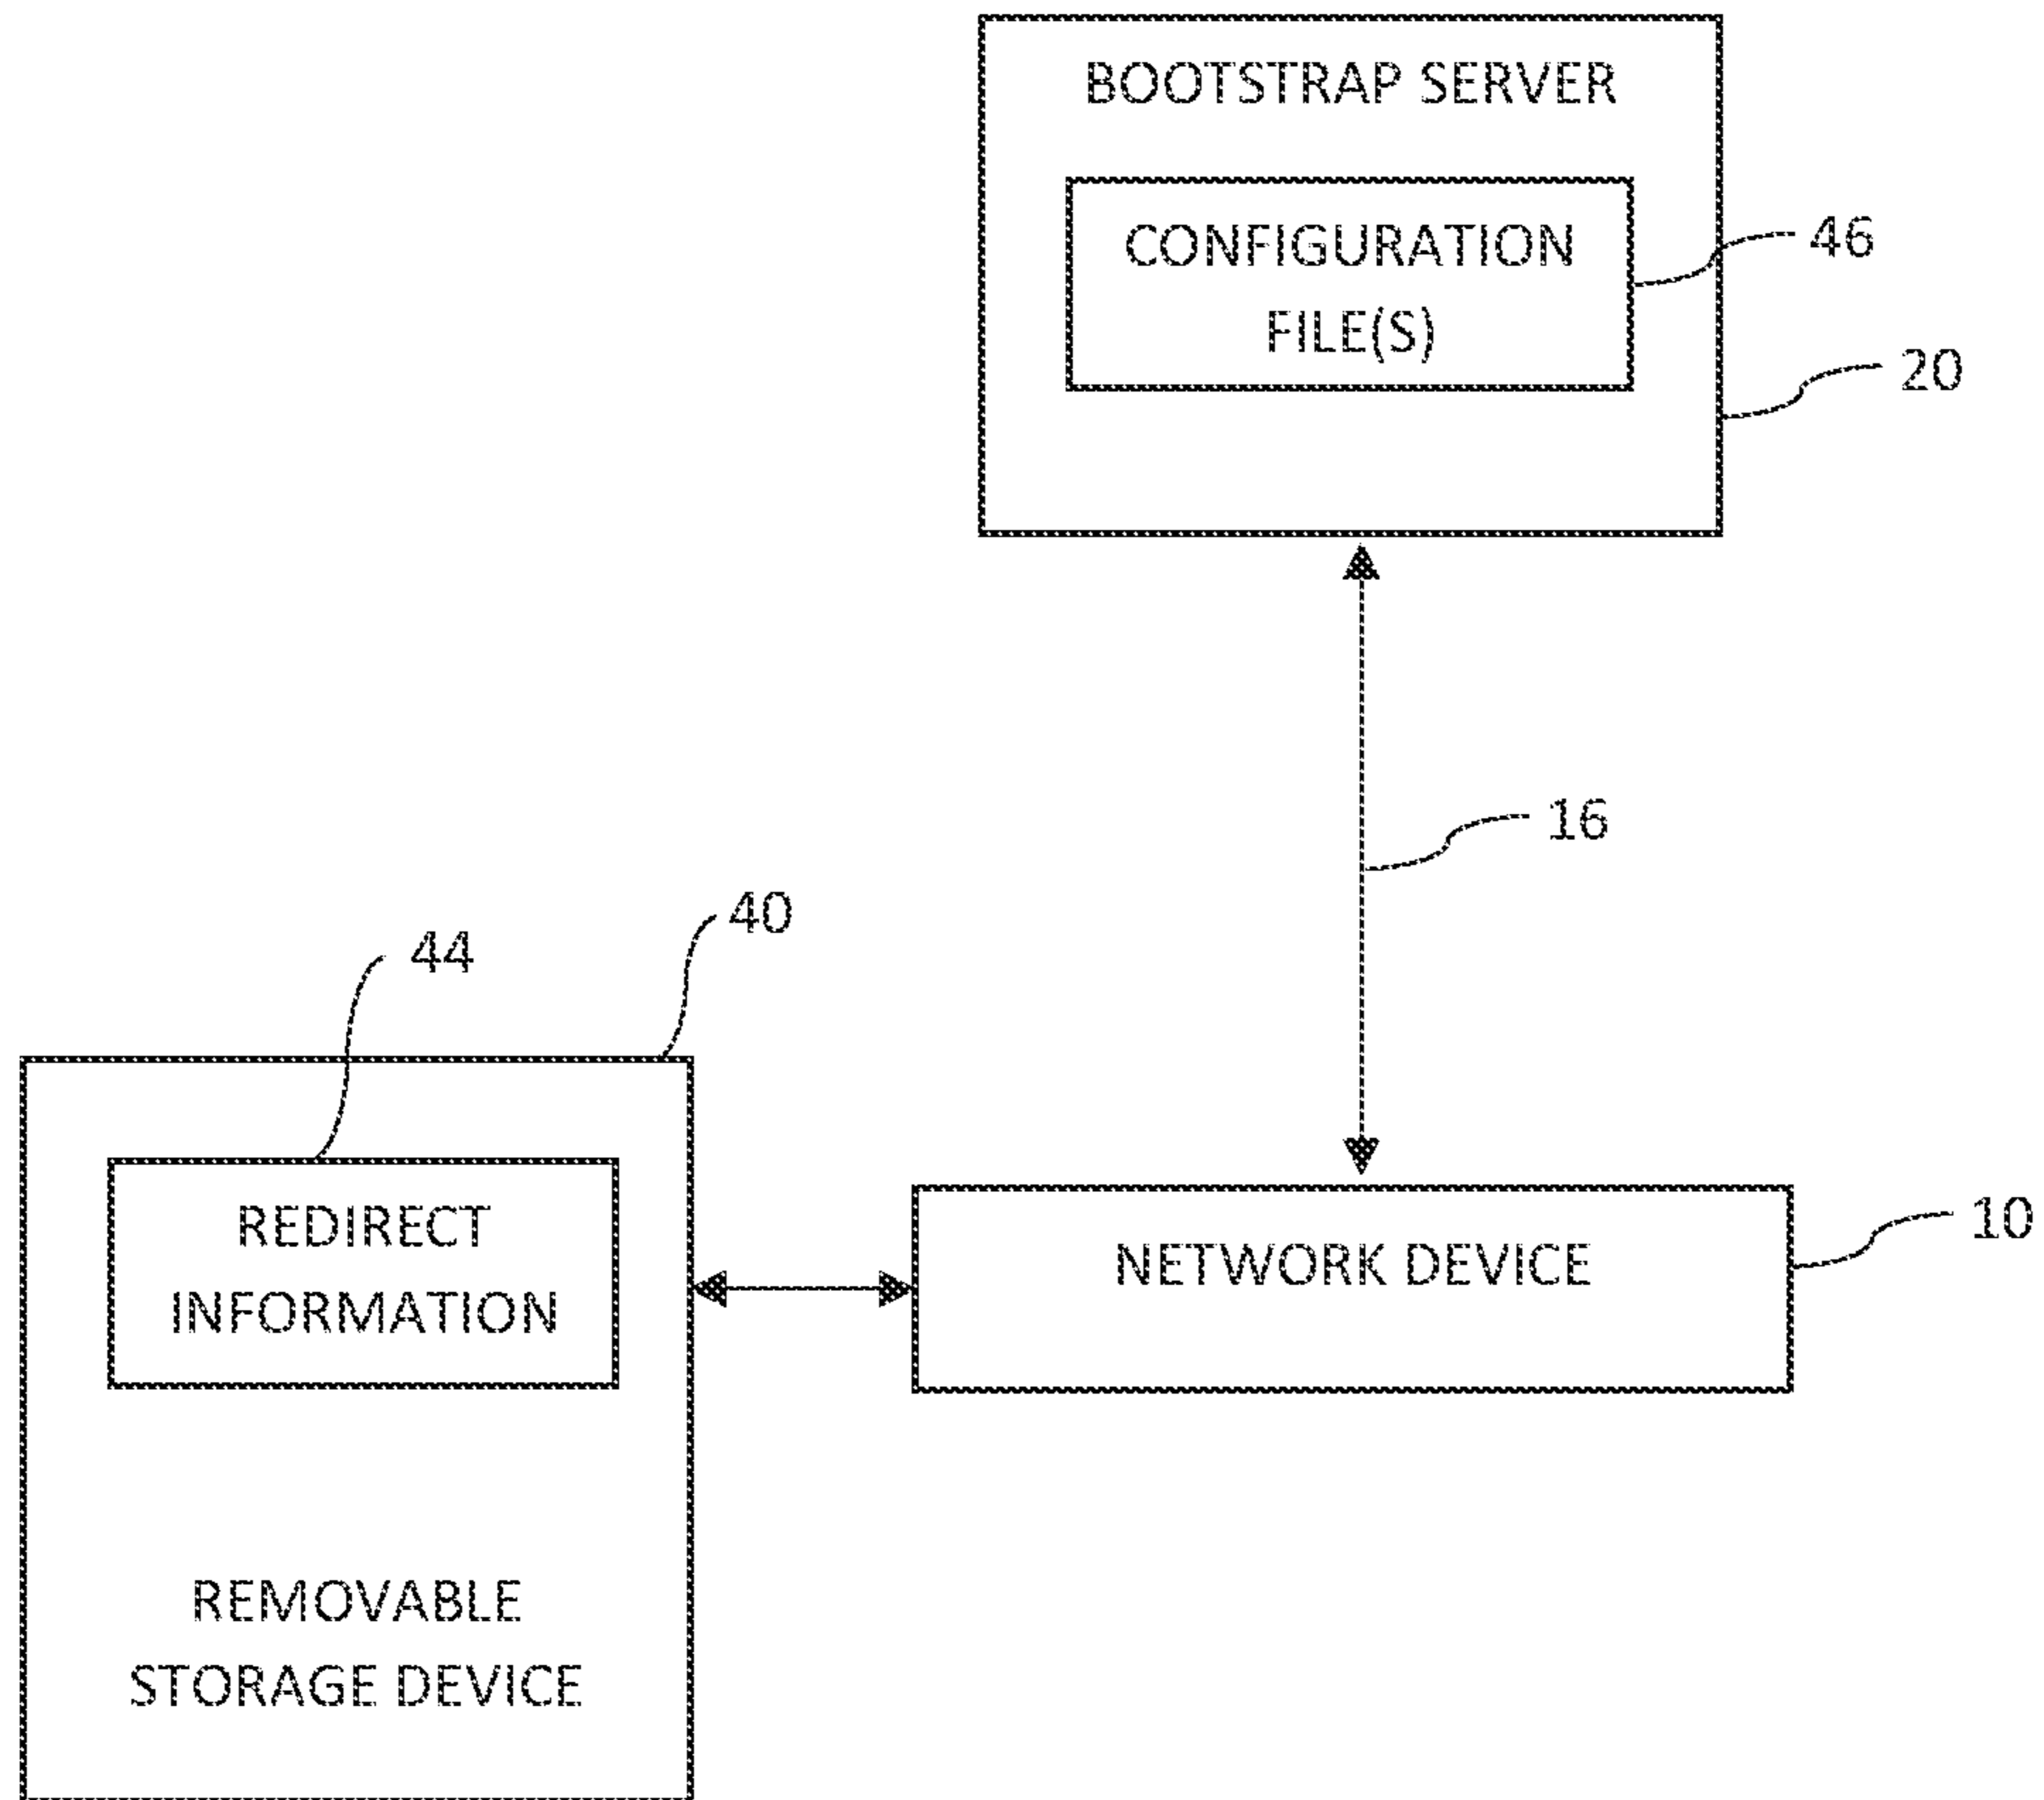 BOOTSTRAP SERVER
CONFIGURATION
FILE(S)
46
20
16
40
44
REDIRECT
INFORMATION
REMOVABLE
STORAGE DEVICE
NETWORK DEVICE
10